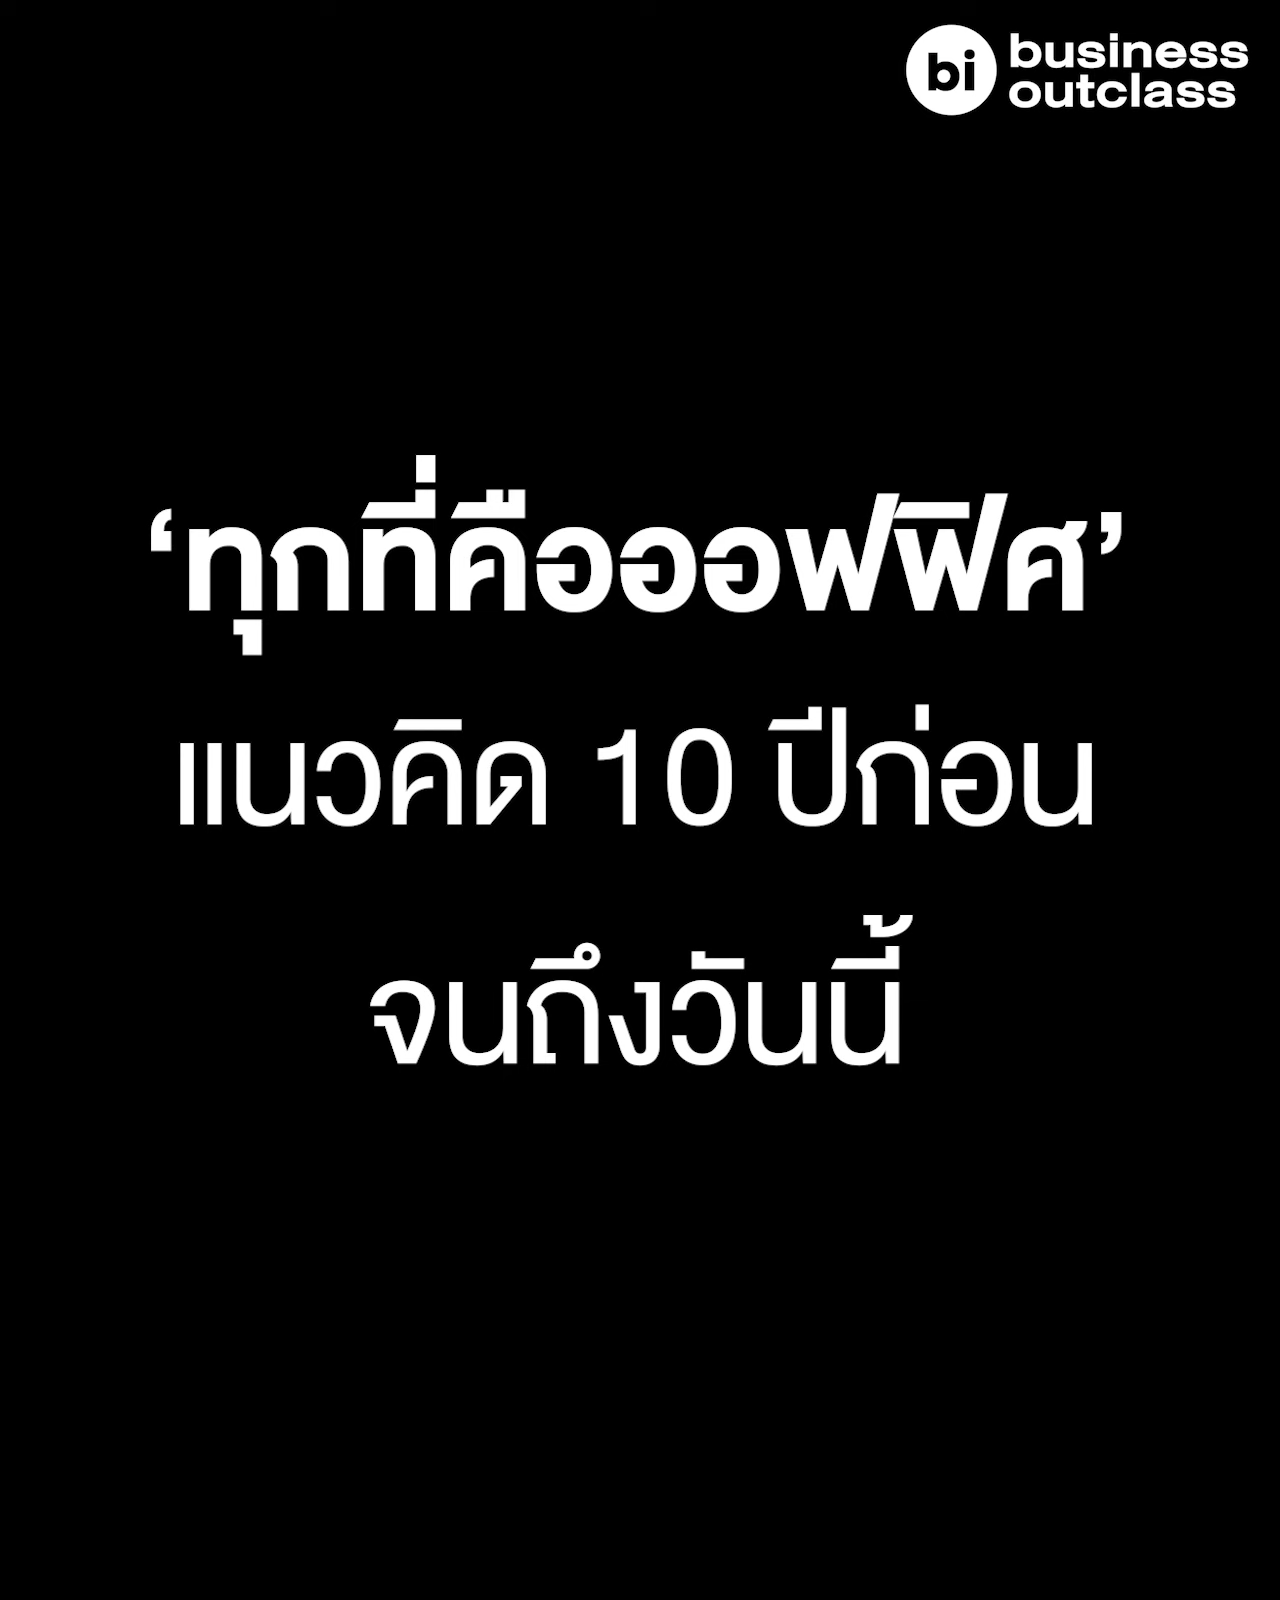 bi business
outclass
‘ทุกที่คือออฟฟิศ’
แนวคิด 10 ปีก่อน
จนถึงวันนี้